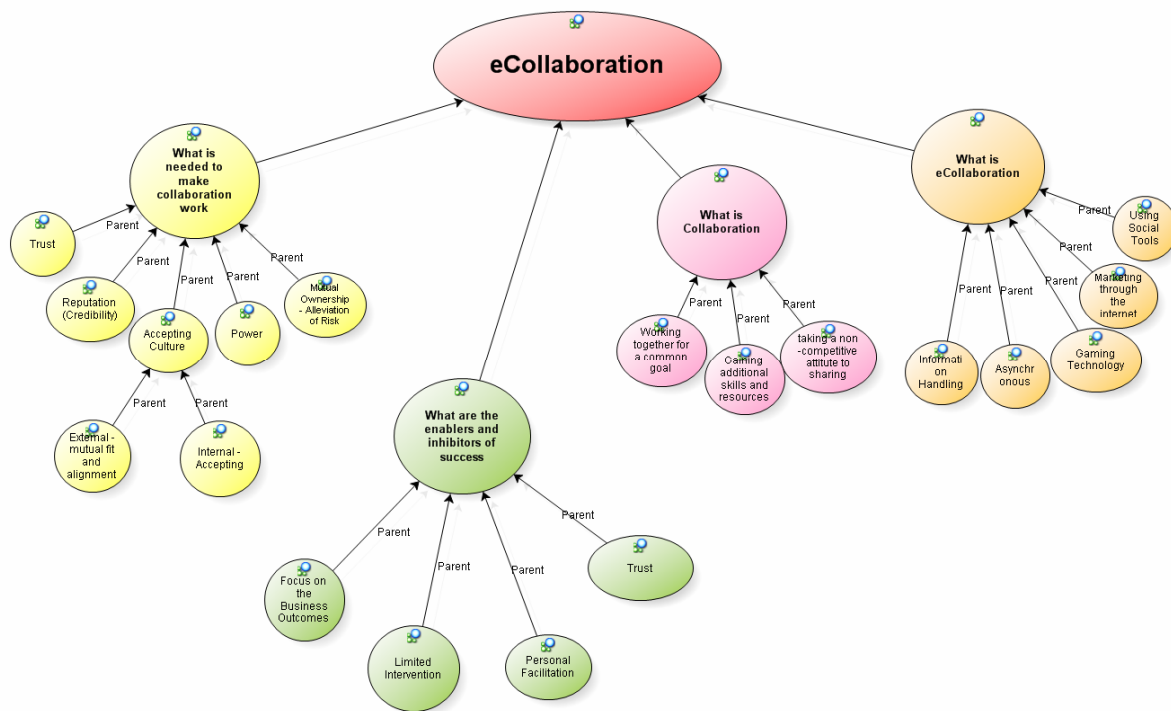 eCollaboration
What is
needed to
make
collaboration
work
What is
eCollaboration
What is
Collaboration
Trust
Parent
Reputation
(Credibility)
Parent
Accepting
Culture
Parent
Power
Parent
Mutual
Ownership
- Alleviation
of Risk
Parent
External -
mutual fit
and
alignment
Parent
Internal -
Accepting
Parent
What are the
enablers and
inhibitors of
success
Focus on
the
Business
Outcomes
Parent
Limited
Intervention
Parent
Personal
Facilitation
Parent
Trust
Parent
Working
together for
a common
goal
Parent
Gaining
additional
skills and
resources
Parent
taking a non
-competitive
attitute to
sharing
Parent
Using
Social
Tools
Parent
Marketing
through
the
internet
Parent
Gaming
Technology
Parent
Asynchr
onous
Parent
Informati
on
Handling
Parent